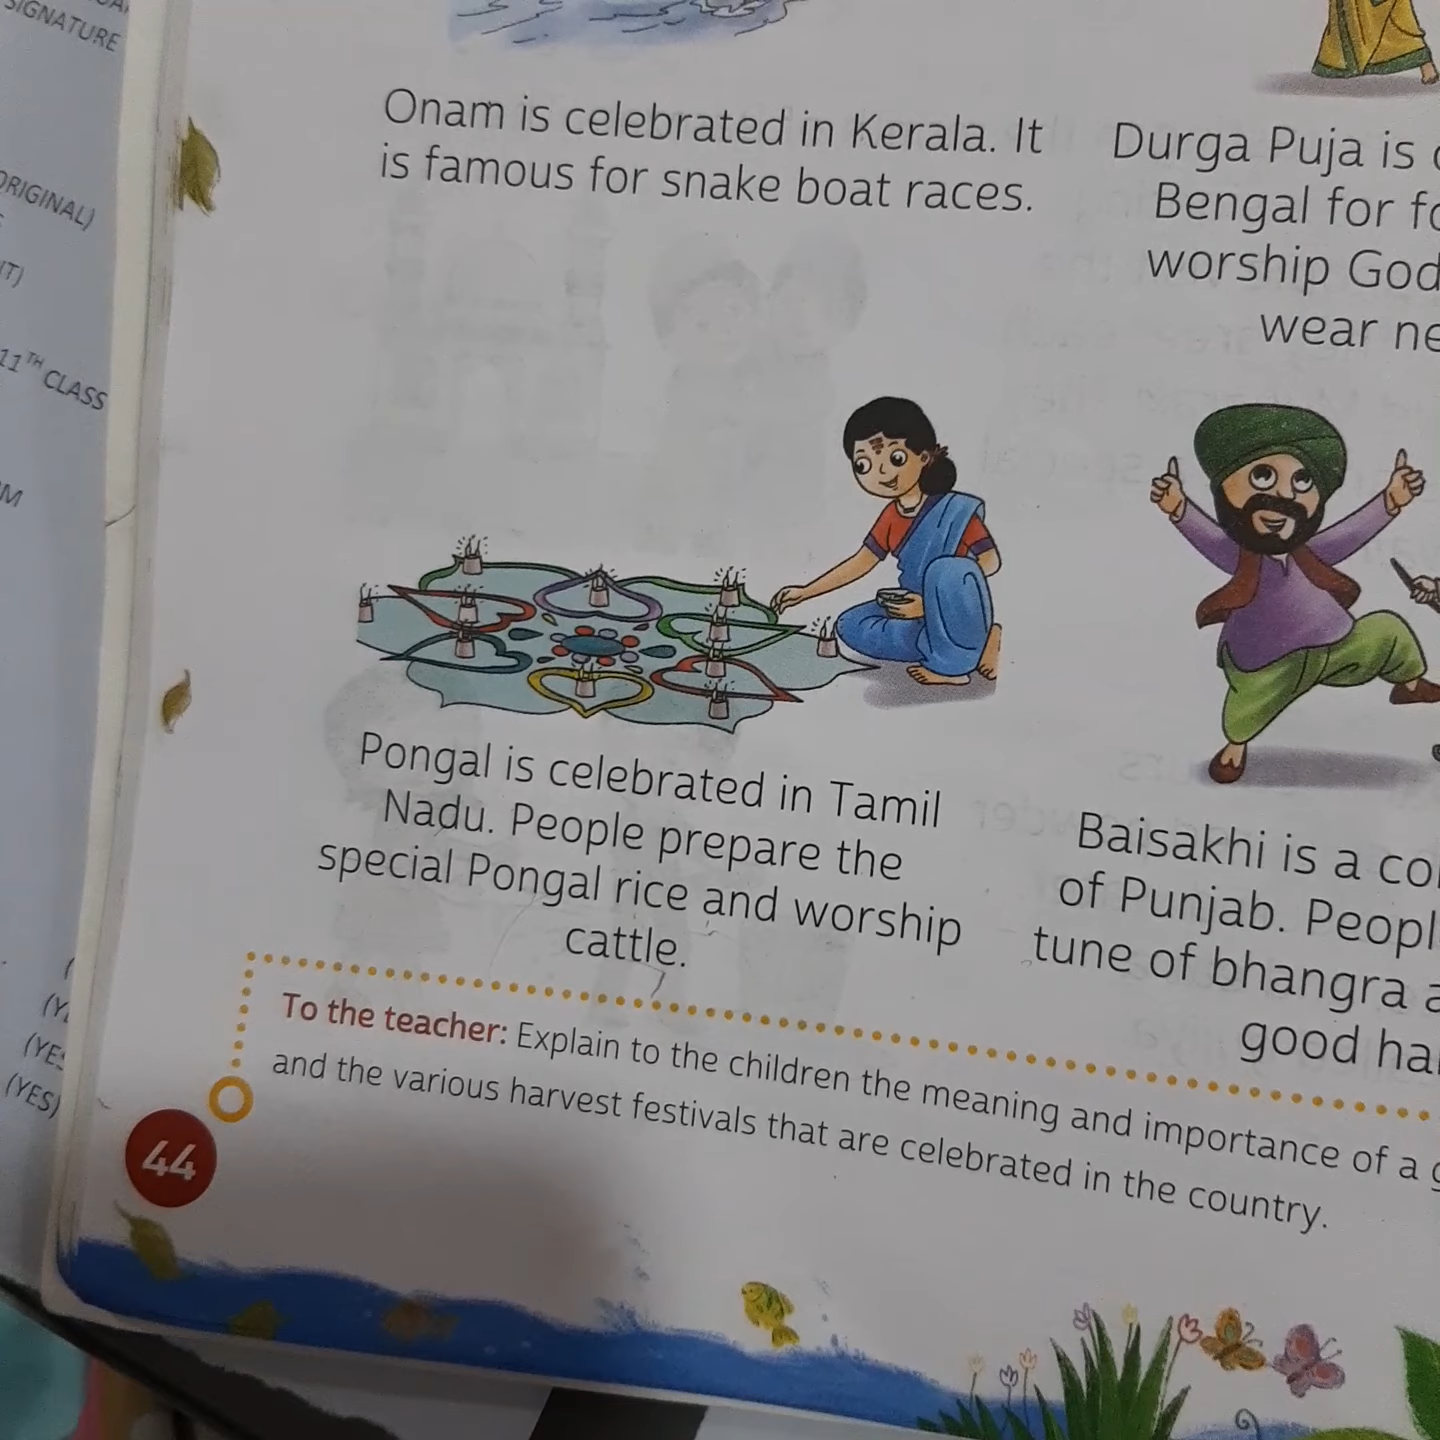 SIGNATURE
ORIGINAL)
11TH CLASS
(YES)
Onam is celebrated in Kerala. It
is famous for snake boat races.
Durga Puja is
Bengal for
worship
wear
Pongal is celebrated in Tamil
Nadu. People prepare the
special Pongal rice and worship
cattle.
Baisakhi is a
of Punjab.
tune of bhangra
good
To the teacher: Explain to the children the meaning and importance of a
and the various harvest festivals that are celebrated in the country.
44